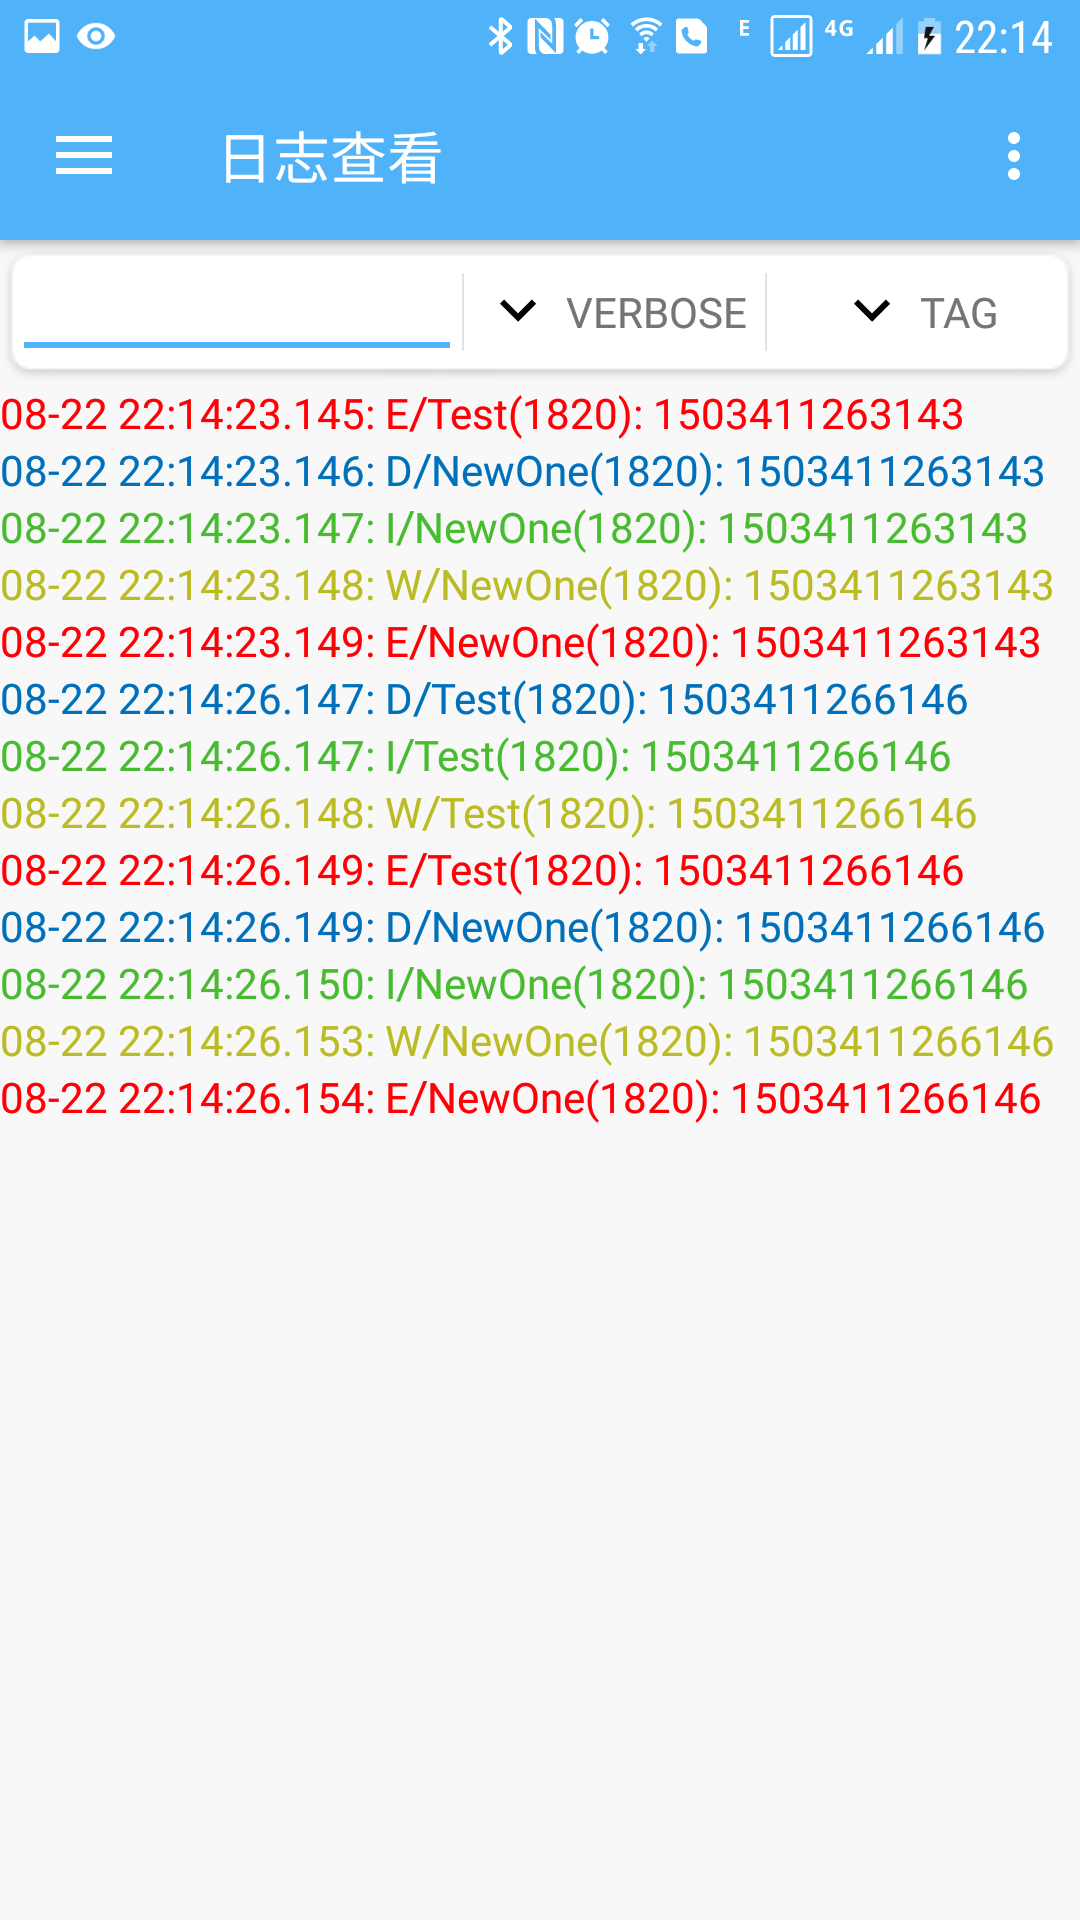 E 4G 22:14
日志查看
VERBOSE TAG
08-22 22:14:23.145: E/Test(1820): 1503411263143
08-22 22:14:23.146: D/NewOne(1820): 1503411263143
08-22 22:14:23.147: I/NewOne(1820): 1503411263143
08-22 22:14:23.148: W/NewOne(1820): 1503411263143
08-22 22:14:23.149: E/NewOne(1820): 1503411263143
08-22 22:14:26.147: D/Test(1820): 1503411266146
08-22 22:14:26.147: I/Test(1820): 1503411266146
08-22 22:14:26.148: W/Test(1820): 1503411266146
08-22 22:14:26.149: E/Test(1820): 1503411266146
08-22 22:14:26.149: D/NewOne(1820): 1503411266146
08-22 22:14:26.150: I/NewOne(1820): 1503411266146
08-22 22:14:26.153: W/NewOne(1820): 1503411266146
08-22 22:14:26.154: E/NewOne(1820): 1503411266146